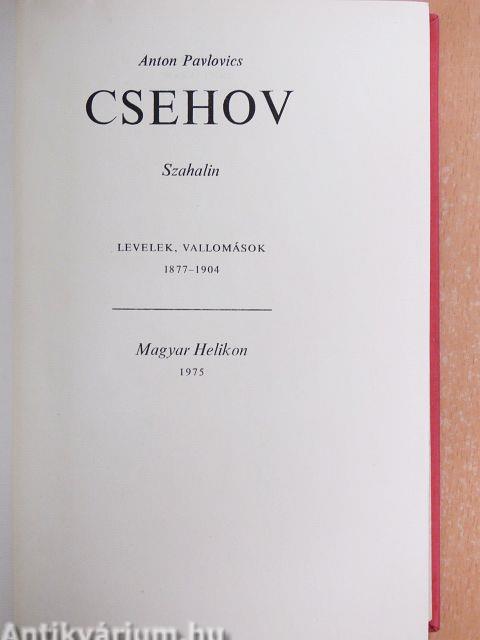 Anton Pavlovics
CSEHOV
Szahalin
LEVELEK, VALLOMÁSOK
1877–1904
Magyar Helikon
1975
Antikvárium.hu